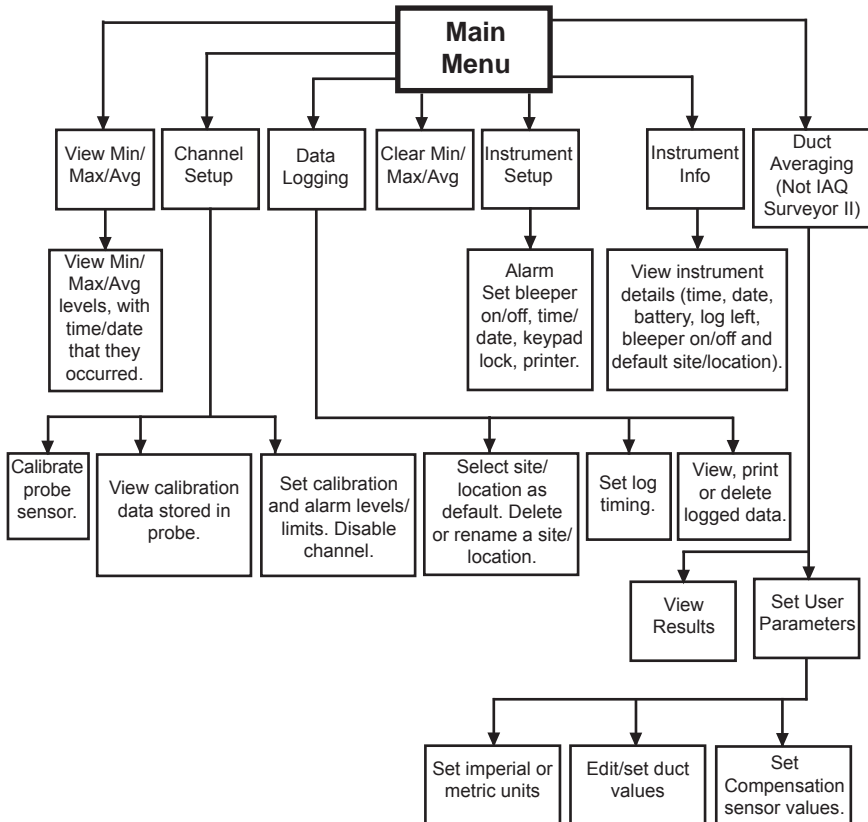 Main
Menu
View Min/
Max/Avg
Channel
Setup
Data
Logging
Clear Min/
Max/Avg
Instrument
Setup
Instrument
Info
Duct
Averaging
(Not IAQ
Surveyor II)
View Min/
Max/Avg
levels, with
time/date
that they
occurred.
Alarm
Set bleeper
on/off, time/
date, keypad
lock, printer.
View instrument
details (time, date,
battery, log left,
bleeper on/off and
default site/location).
Calibrate
probe
sensor.
View calibration
data stored in
probe.
Set calibration
and alarm levels/
limits. Disable
channel.
Select site/
location as
default. Delete
or rename a site/
location.
Set log
timing.
View, print
or delete
logged data.
View
Results
Set User
Parameters
Set imperial or
metric units
Edit/set duct
values
Set
Compensation
sensor values.